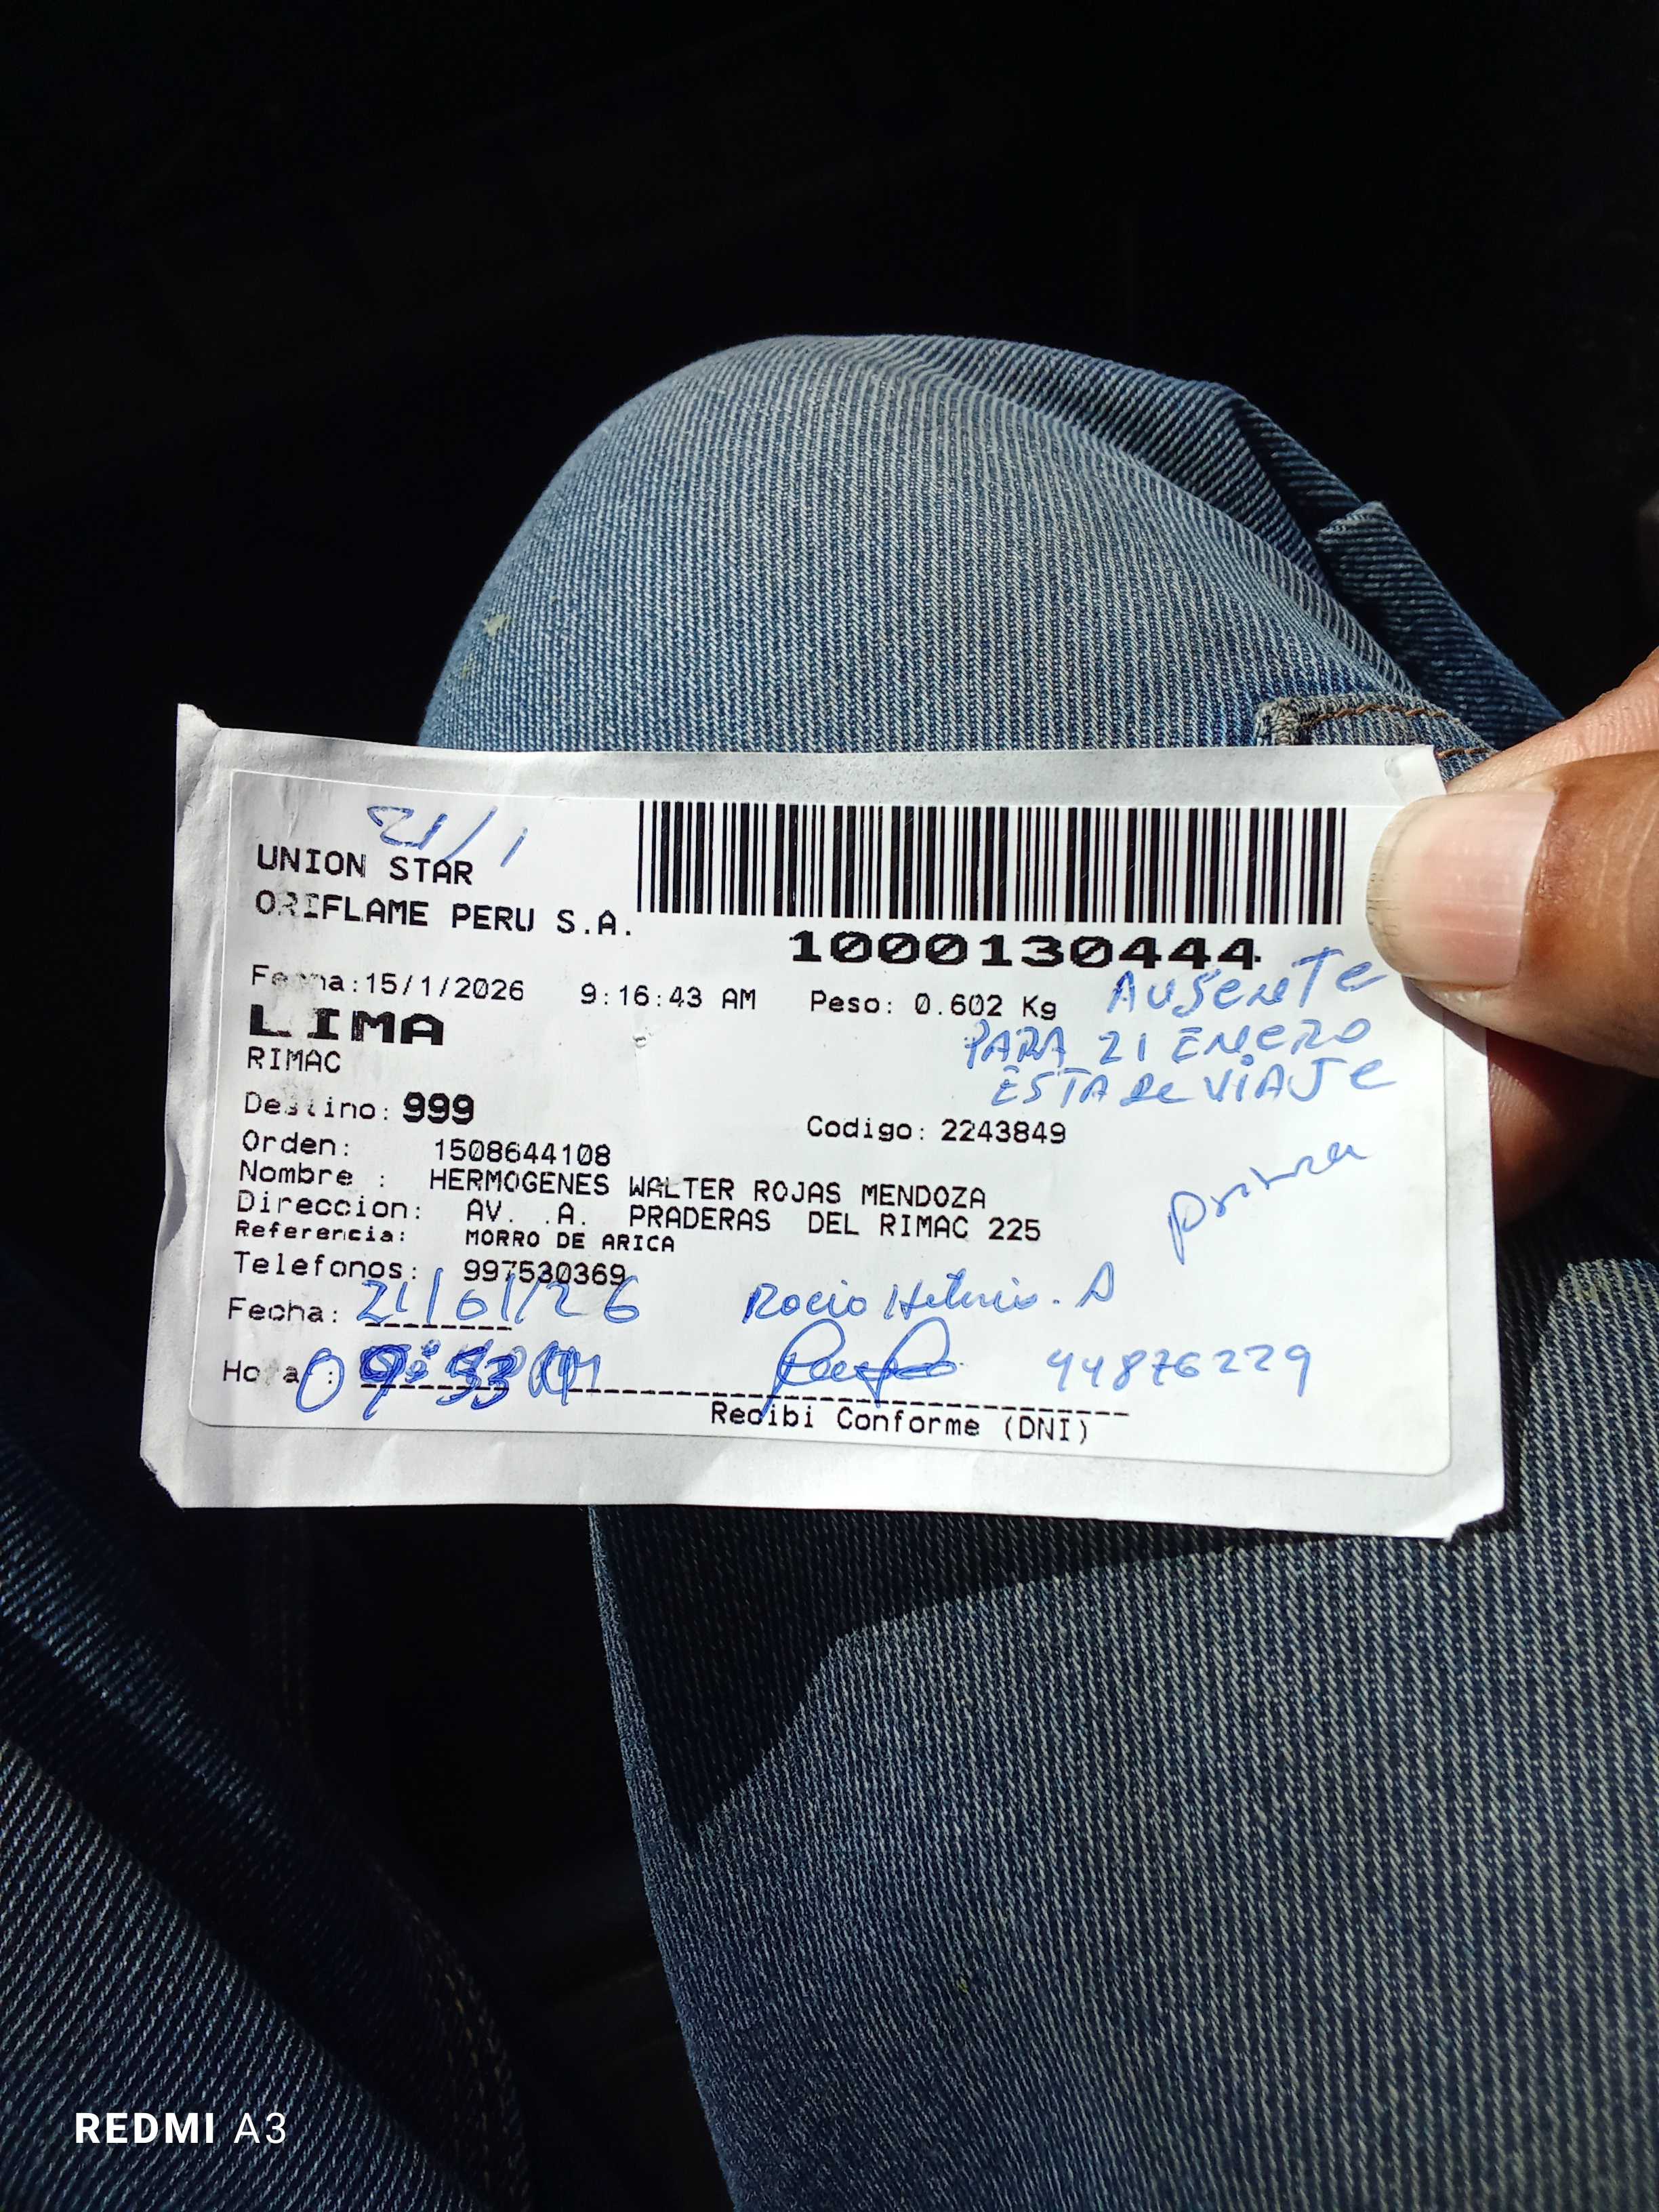 21/1
UNION STAR
ORIFLAME PERU S.A.
1000130444
Fecha:15/1/2026 9:16:43 AM Peso: 0.602 Kg
AUSENTE
PARA 21 ENERO
ESTA DE VIAJE
LIMA
RIMAC
Destino: 999
Codigo: 2243849
Orden: 1508644108
Nombre : HERMOGENES WALTER ROJAS MENDOZA
Direccion: AV. .A. PRADERAS DEL RIMAC 225
Referencia: MORRO DE ARICA
Telefonos: 997530369
Fecha: 21/01/26
Rocio
Hora:
44876229
Recibi Conforme (DNI)
REDMI A3